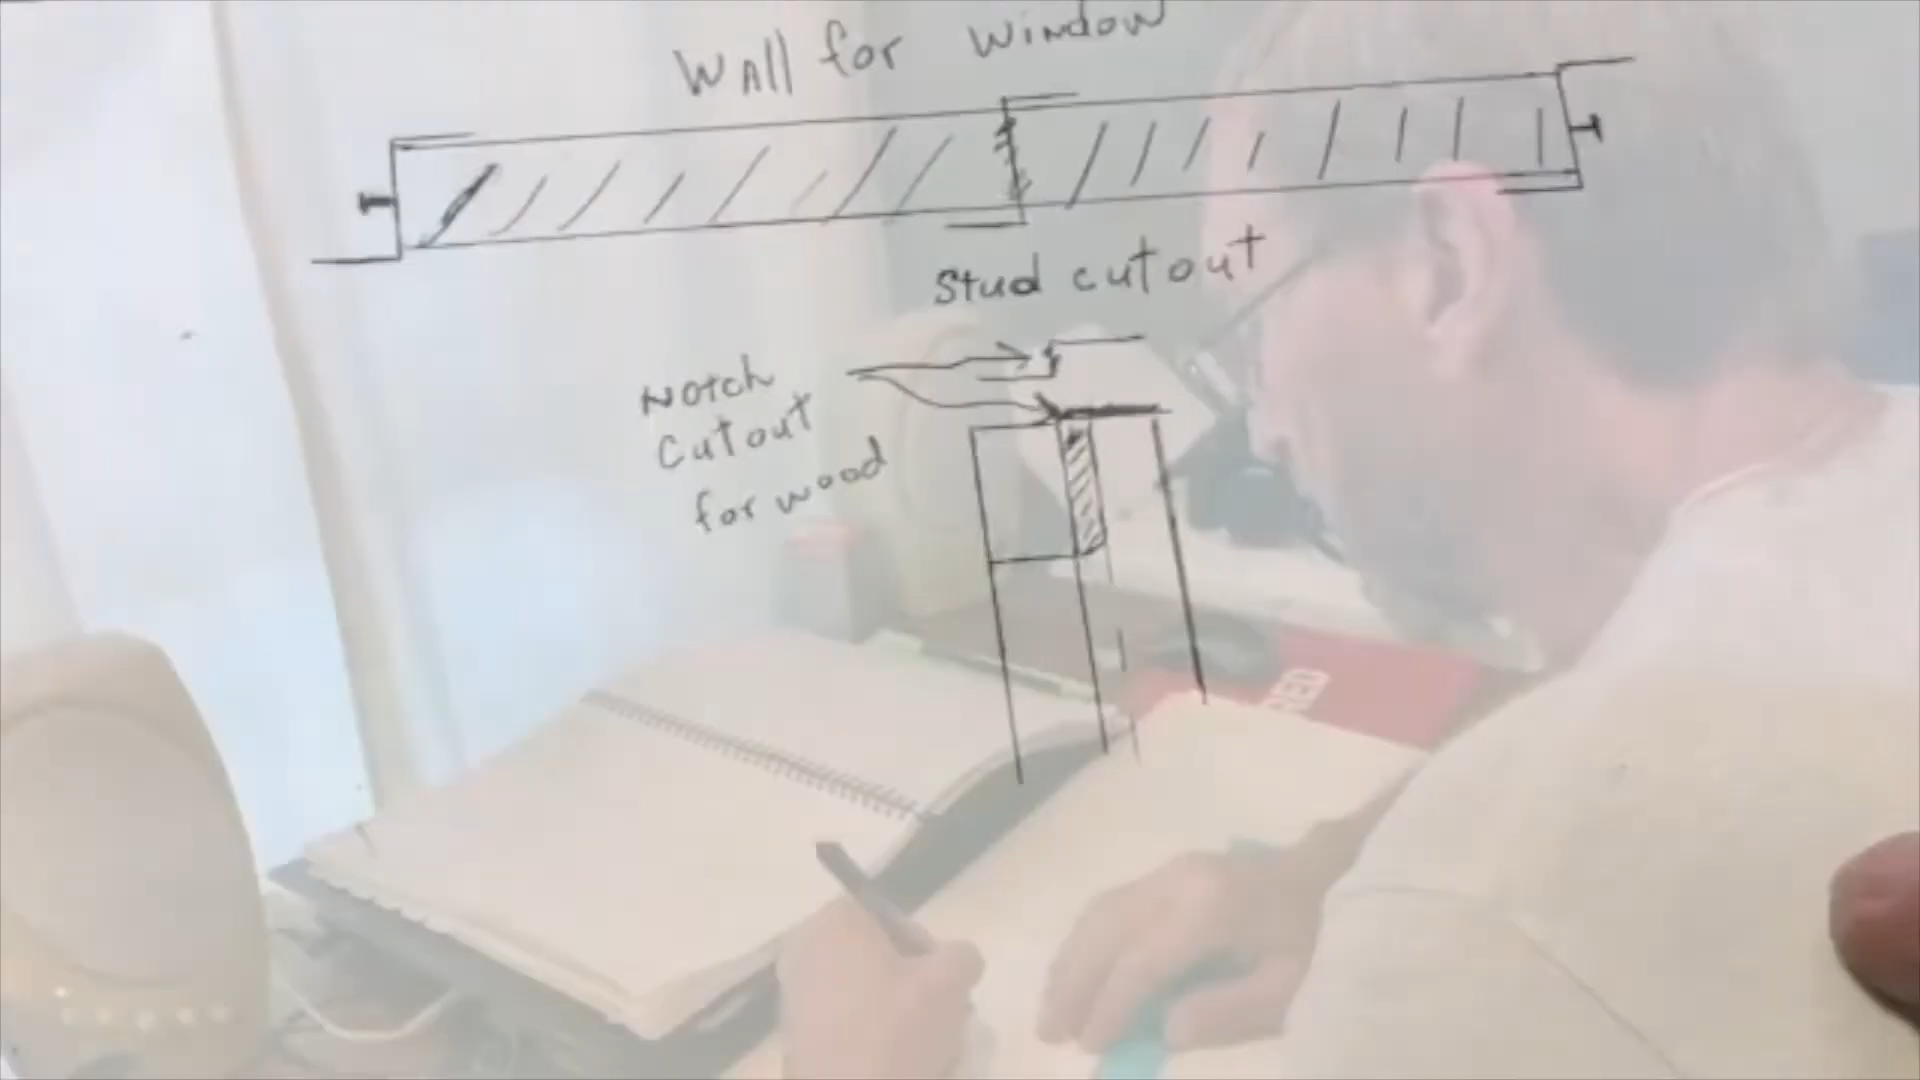 Wall for Window
Stud cutout
Notch
Cutout
for wood